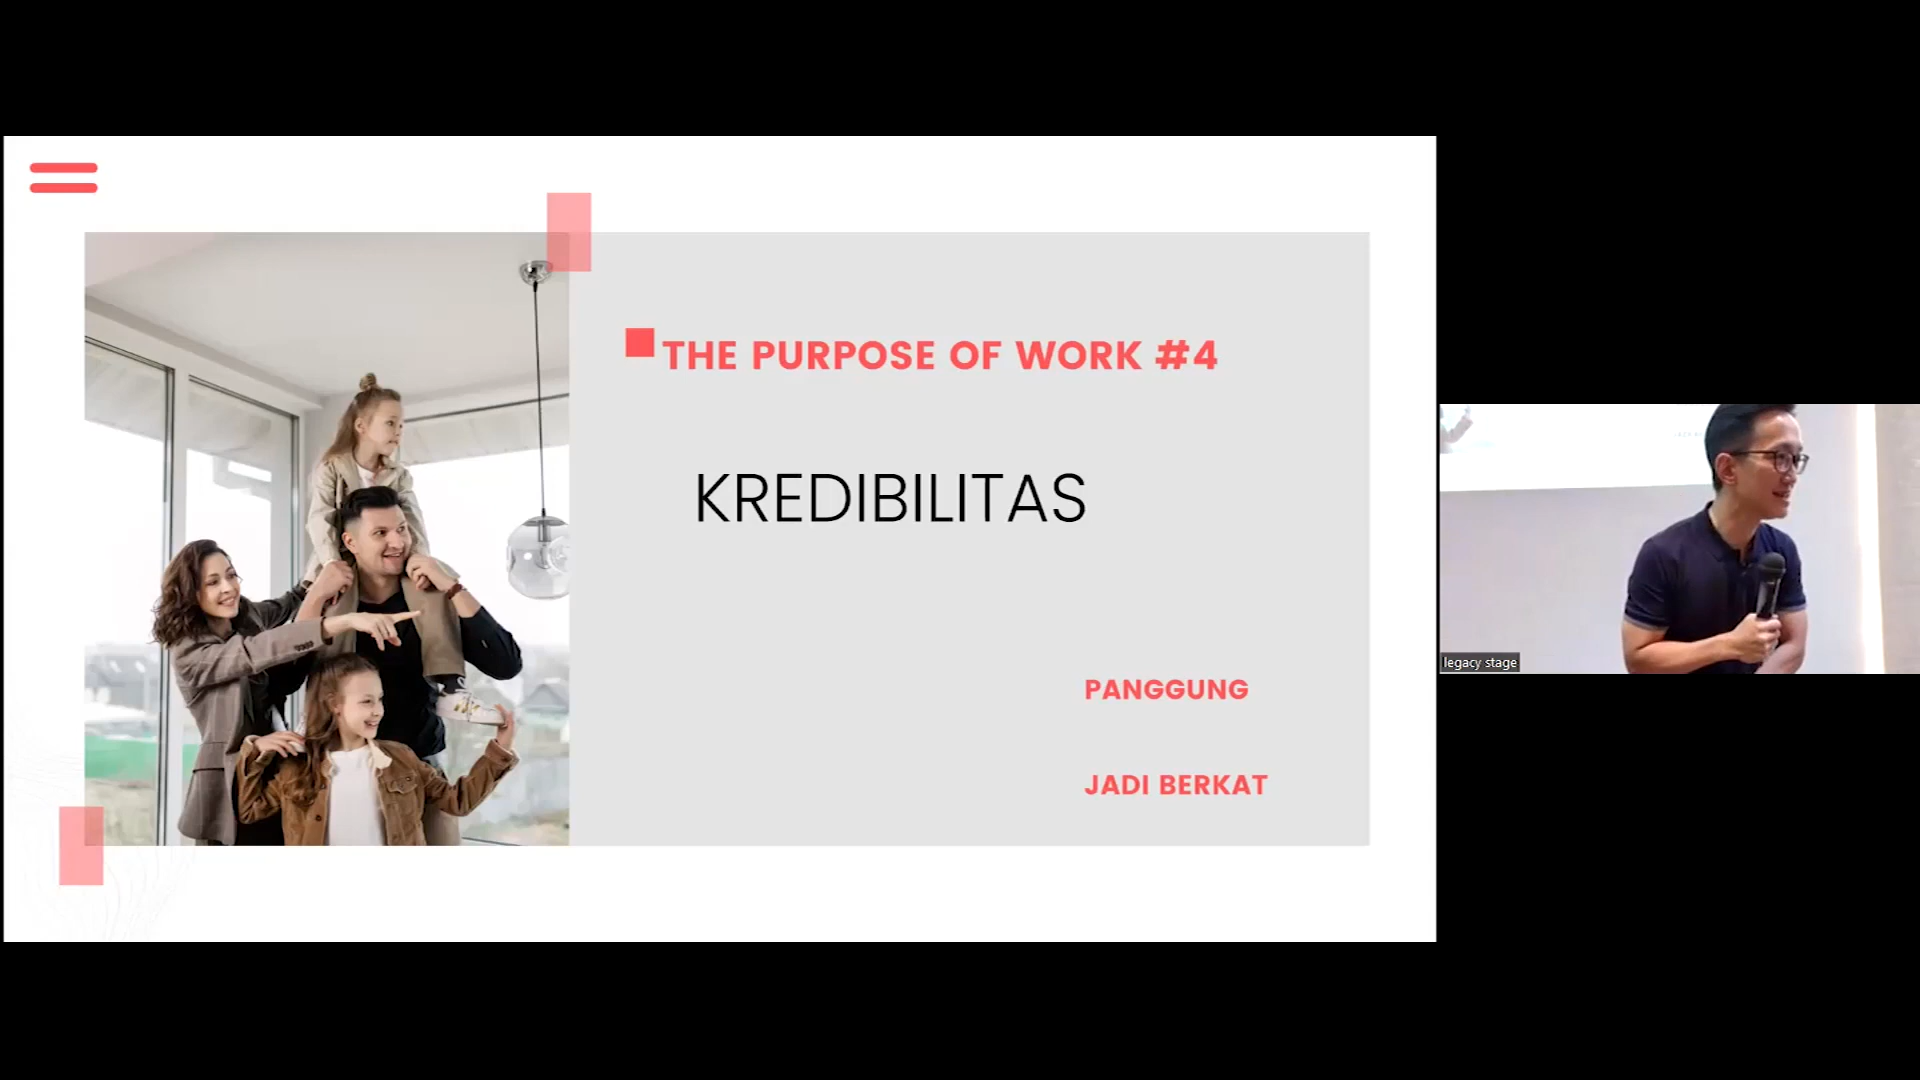 THE PURPOSE OF WORK #4
KREDIBILITAS
PANGGUNG
JADI BERKAT
legacy stage